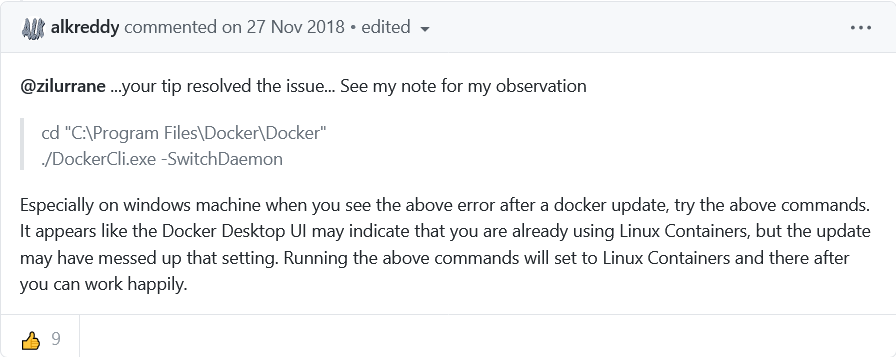 alkreddy commented on 27 Nov 2018 • edited
@zilurrane ...your tip resolved the issue... See my note for my observation
cd "C:\Program Files\Docker\Docker"
./DockerCli.exe -SwitchDaemon
Especially on windows machine when you see the above error after a docker update, try the above commands.
It appears like the Docker Desktop UI may indicate that you are already using Linux Containers, but the update
may have messed up that setting. Running the above commands will set to Linux Containers and there after
you can work happily.
👍 9